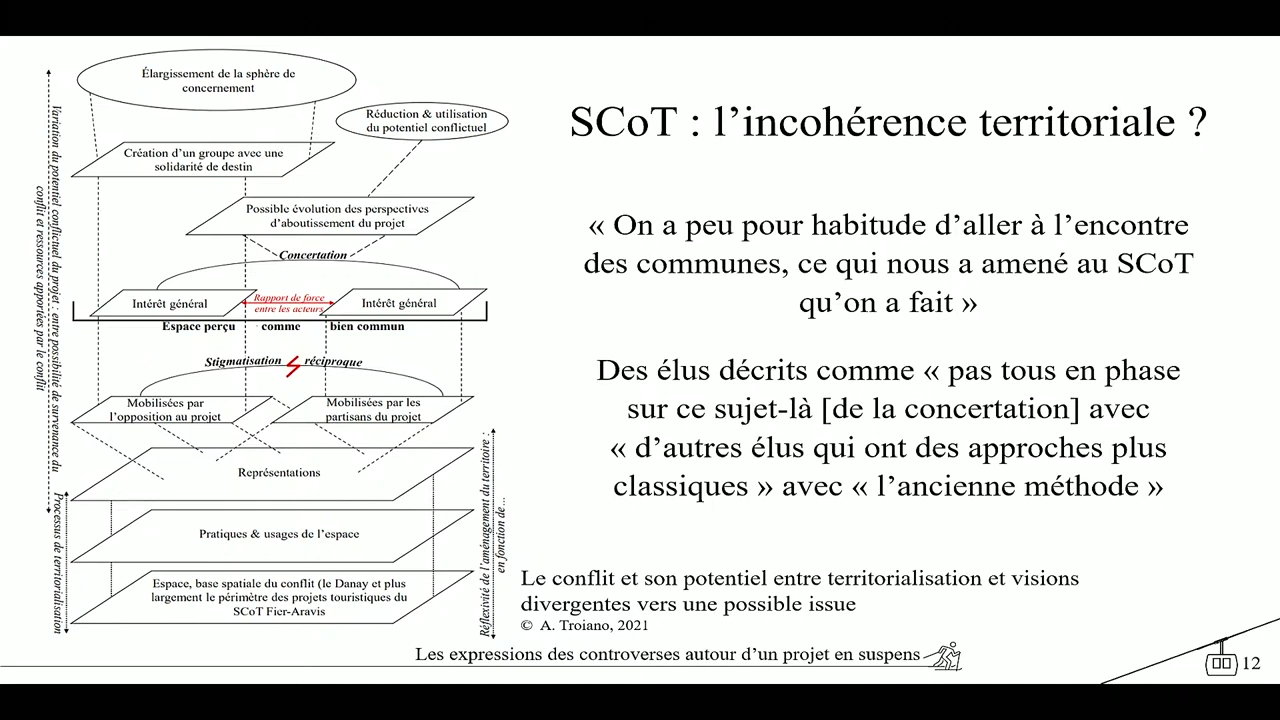 Élargissement de la sphère de
concernement
Réduction & utilisation
du potentiel conflictuel
Création d'un groupe avec une
solidarité de destin
Possible évolution des perspectives
d'aboutissement du projet
Concertation
Intérêt général
Rapport de force
entre les acteurs
Intérêt général
Espace perçu comme bien commun
Stigmatisation réciproque
Mobilisées par
l'opposition au projet
Mobilisées par les
partisans du projet
Représentations
Pratiques & usages de l'espace
Espace, base spatiale du conflit (le Danay et plus
largement le périmètre des projets touristiques du
SCoT Fier-Aravis
Variation du potentiel conflictuel du projet : entre possibilité de survenance du
conflit et ressources apportées par le conflit
Processus de territorialisation
Réflexivité de l'aménagement du territoire :
en fonction de...
SCoT : l'incohérence territoriale ?
« On a peu pour habitude d'aller à l'encontre
des communes, ce qui nous a amené au SCoT
qu'on a fait »
Des élus décrits comme « pas tous en phase
sur ce sujet-là [de la concertation] avec
« d'autres élus qui ont des approches plus
classiques » avec « l'ancienne méthode »
Le conflit et son potentiel entre territorialisation et visions
divergentes vers une possible issue
© A. Troiano, 2021
Les expressions des controverses autour d'un projet en suspens
12